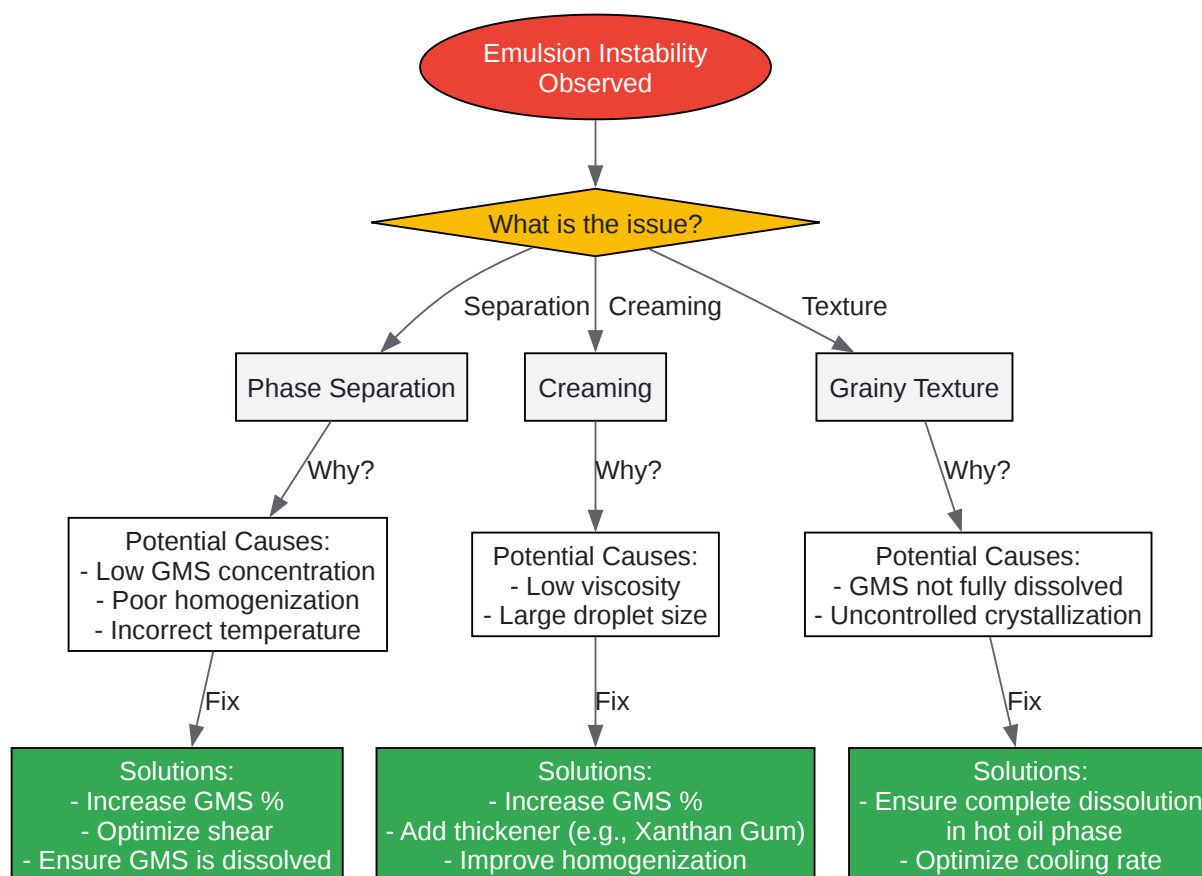 Emulsion Instability
Observed
What is the issue?
Separation
Creaming
Texture
Phase Separation
Creaming
Grainy Texture
Why?
Why?
Why?
Potential Causes:
- Low GMS concentration
- Poor homogenization
- Incorrect temperature
Potential Causes:
- Low viscosity
- Large droplet size
Potential Causes:
- GMS not fully dissolved
- Uncontrolled crystallization
Fix
Fix
Fix
Solutions:
- Increase GMS %
- Optimize shear
- Ensure GMS is dissolved
Solutions:
- Increase GMS %
- Add thickener (e.g., Xanthan Gum)
- Improve homogenization
Solutions:
- Ensure complete dissolution
in hot oil phase
- Optimize cooling rate